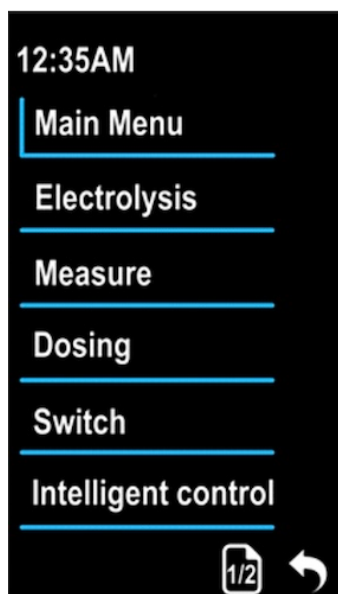 12:35AM
Main Menu
Electrolysis
Measure
Dosing
Switch
Intelligent control
1/2